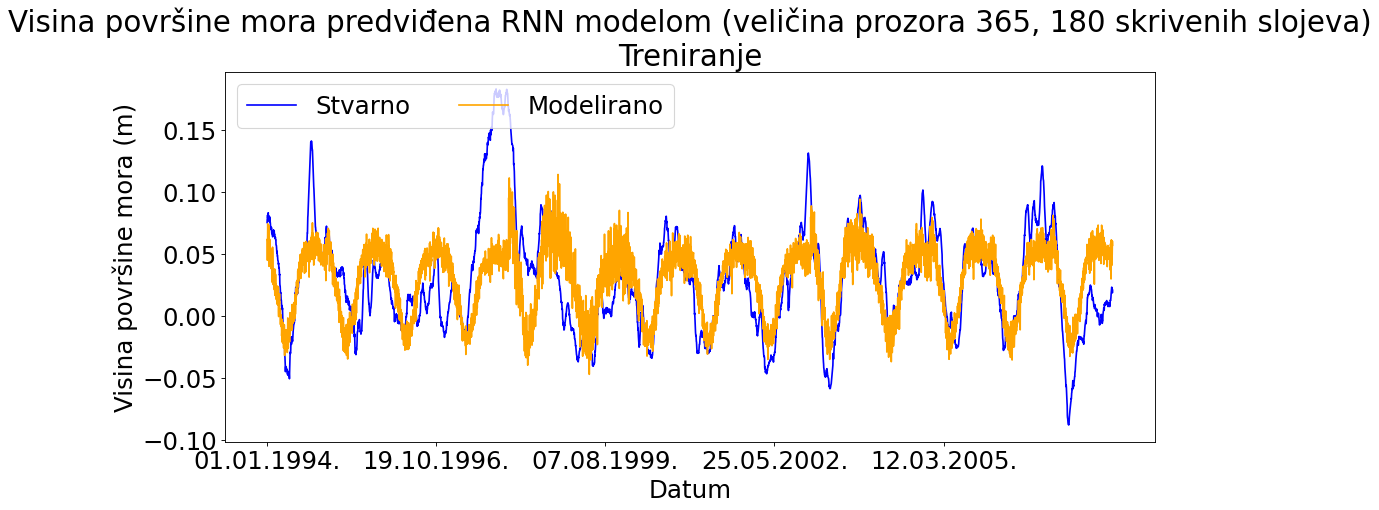 Visina površine mora predviđena RNN modelom (veličina prozora 365, 180 skrivenih slojeva)
Treniranje
Stvarno
Modelirano
Visina površine mora (m)
0.15
0.10
0.05
0.00
−0.05
−0.10
01.01.1994.
19.10.1996.
07.08.1999.
25.05.2002.
12.03.2005.
Datum